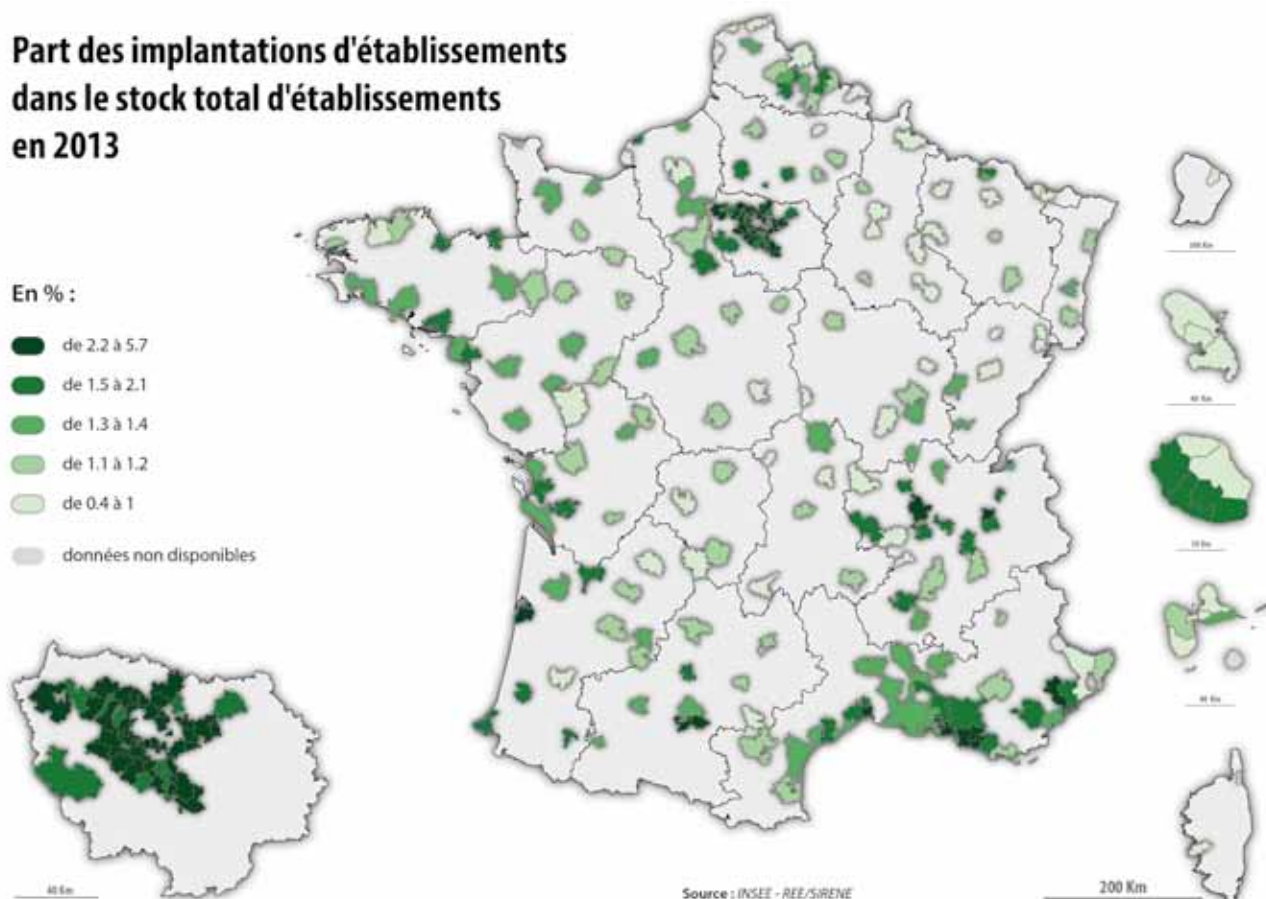 Part des implantations d'établissements
dans le stock total d'établissements
en 2013
En % :
de 2.2 à 5.7
de 1.5 à 2.1
de 1.3 à 1.4
de 1.1 à 1.2
de 0.4 à 1
données non disponibles
40 Km
Source : INSEE - REE/SIRENE
200 Km